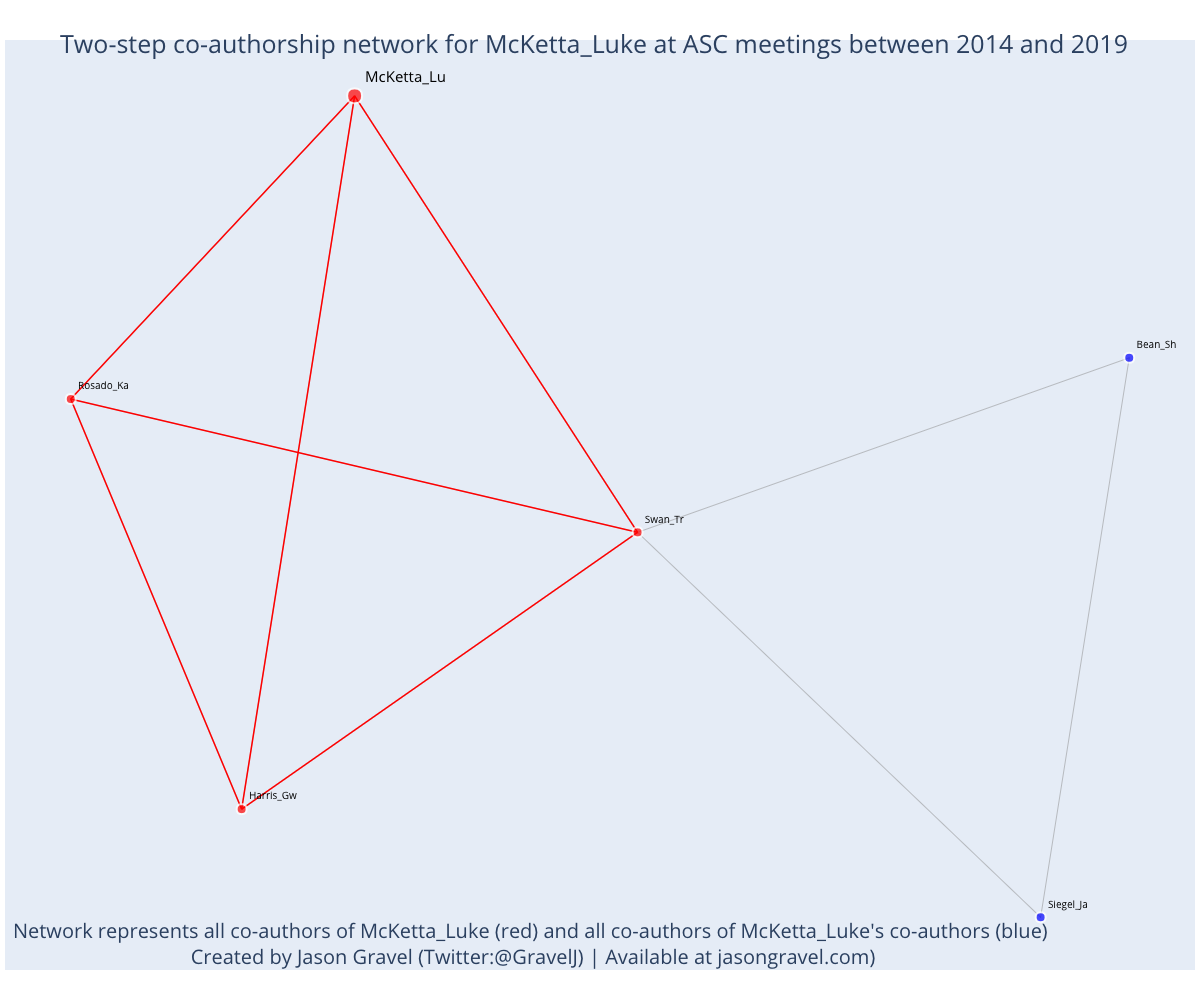 Two-step co-authorship network for McKetta_Luke at ASC meetings between 2014 and 2019
McKetta_Lu
Bean_Sh
Rosado_Ka
Swan_Tr
Harris_Gw
Siegel_Ja
Network represents all co-authors of McKetta_Luke (red) and all co-authors of McKetta_Luke's co-authors (blue)
Created by Jason Gravel (Twitter:@GravelJ) | Available at jasongravel.com)